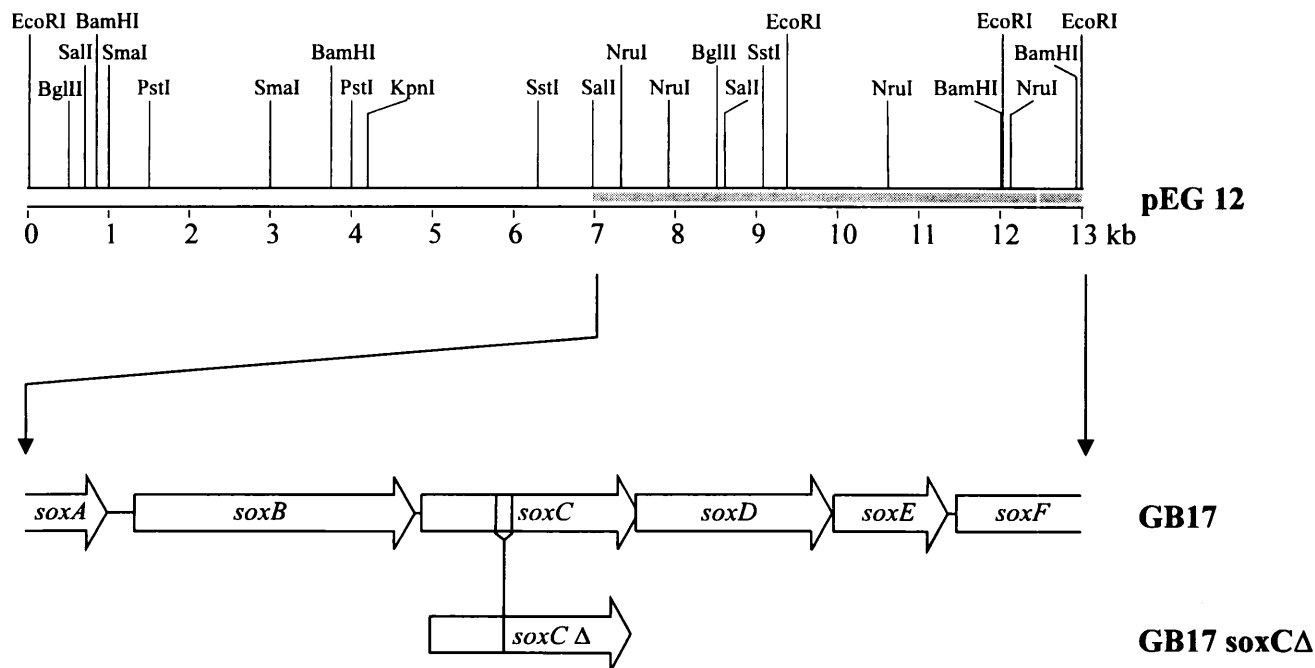 EcoRI BamHI EcoRI EcoRI EcoRI
SalI SmaI BamHI NruI BglII SstI BamHI
BglII PstI SmaI PstI KpnI SstI SalI NruI SalI NruI BamHI NruI
pEG 12
0 1 2 3 4 5 6 7 8 9 10 11 12 13 kb
soxA soxB soxC soxD soxE soxF GB17
soxC Δ GB17 soxCΔ